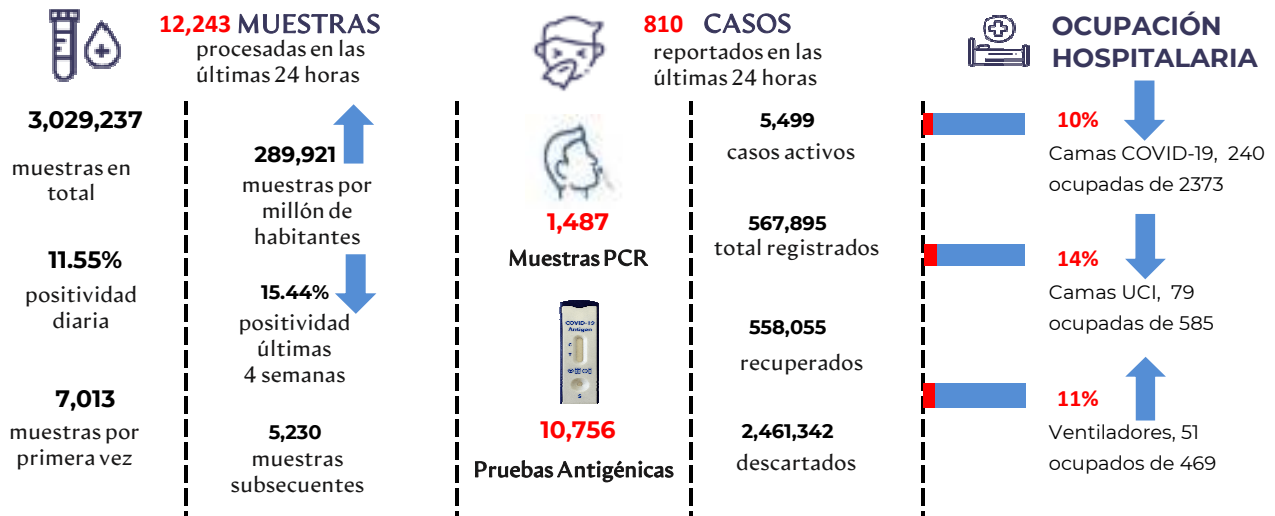 12,243 MUESTRAS
procesadas en las
últimas 24 horas
3,029,237
muestras en
total
11.55%
positividad
diaria
7,013
muestras por
primera vez
289,921
muestras por
millón de
habitantes
15.44%
positividad
últimas
4 semanas
5,230
muestras
subsecuentes
810 CASOS
reportados en las
últimas 24 horas
1,487
Muestras PCR
COVID-19
Antigen
C
T
S
10,756
Pruebas Antigénicas
5,499
casos activos
567,895
total registrados
558,055
recuperados
2,461,342
descartados
OCUPACIÓN
HOSPITALARIA
10%
Camas COVID-19, 240
ocupadas de 2373
14%
Camas UCI, 79
ocupadas de 585
11%
Ventiladores, 51
ocupados de 469